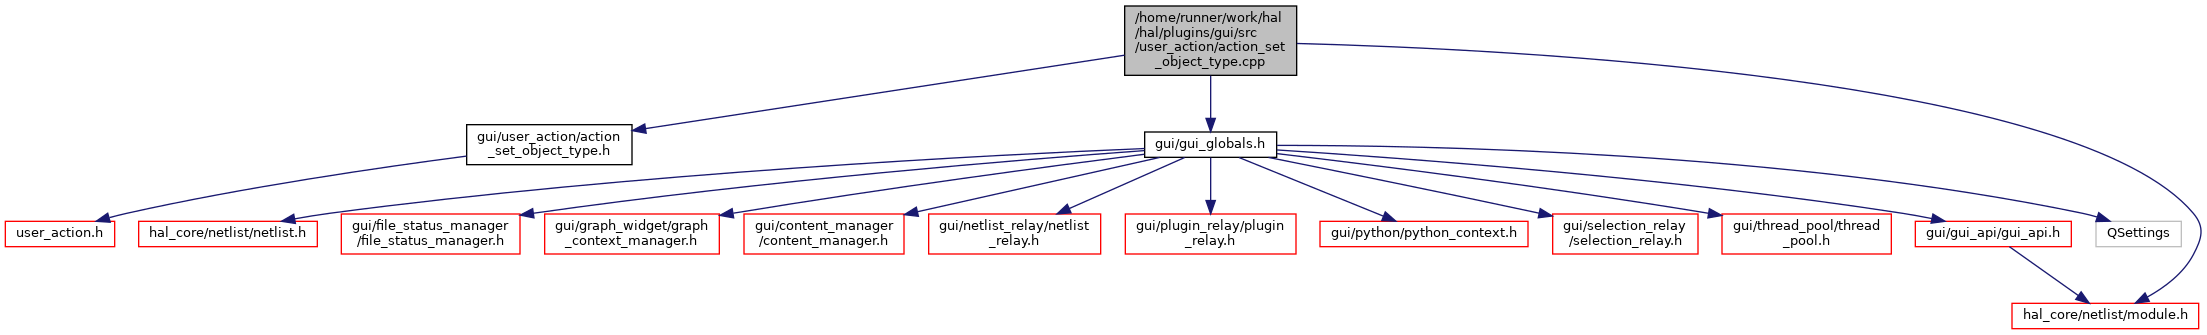 /home/runner/work/hal
/hal/plugins/gui/src
/user_action/action_set
_object_type.cpp
gui/user_action/action
_set_object_type.h
gui/gui_globals.h
user_action.h
hal_core/netlist/netlist.h
gui/file_status_manager
/file_status_manager.h
gui/graph_widget/graph
_context_manager.h
gui/content_manager
/content_manager.h
gui/netlist_relay/netlist
_relay.h
gui/plugin_relay/plugin
_relay.h
gui/python/python_context.h
gui/selection_relay
/selection_relay.h
gui/thread_pool/thread
_pool.h
gui/gui_api/gui_api.h
QSettings
hal_core/netlist/module.h